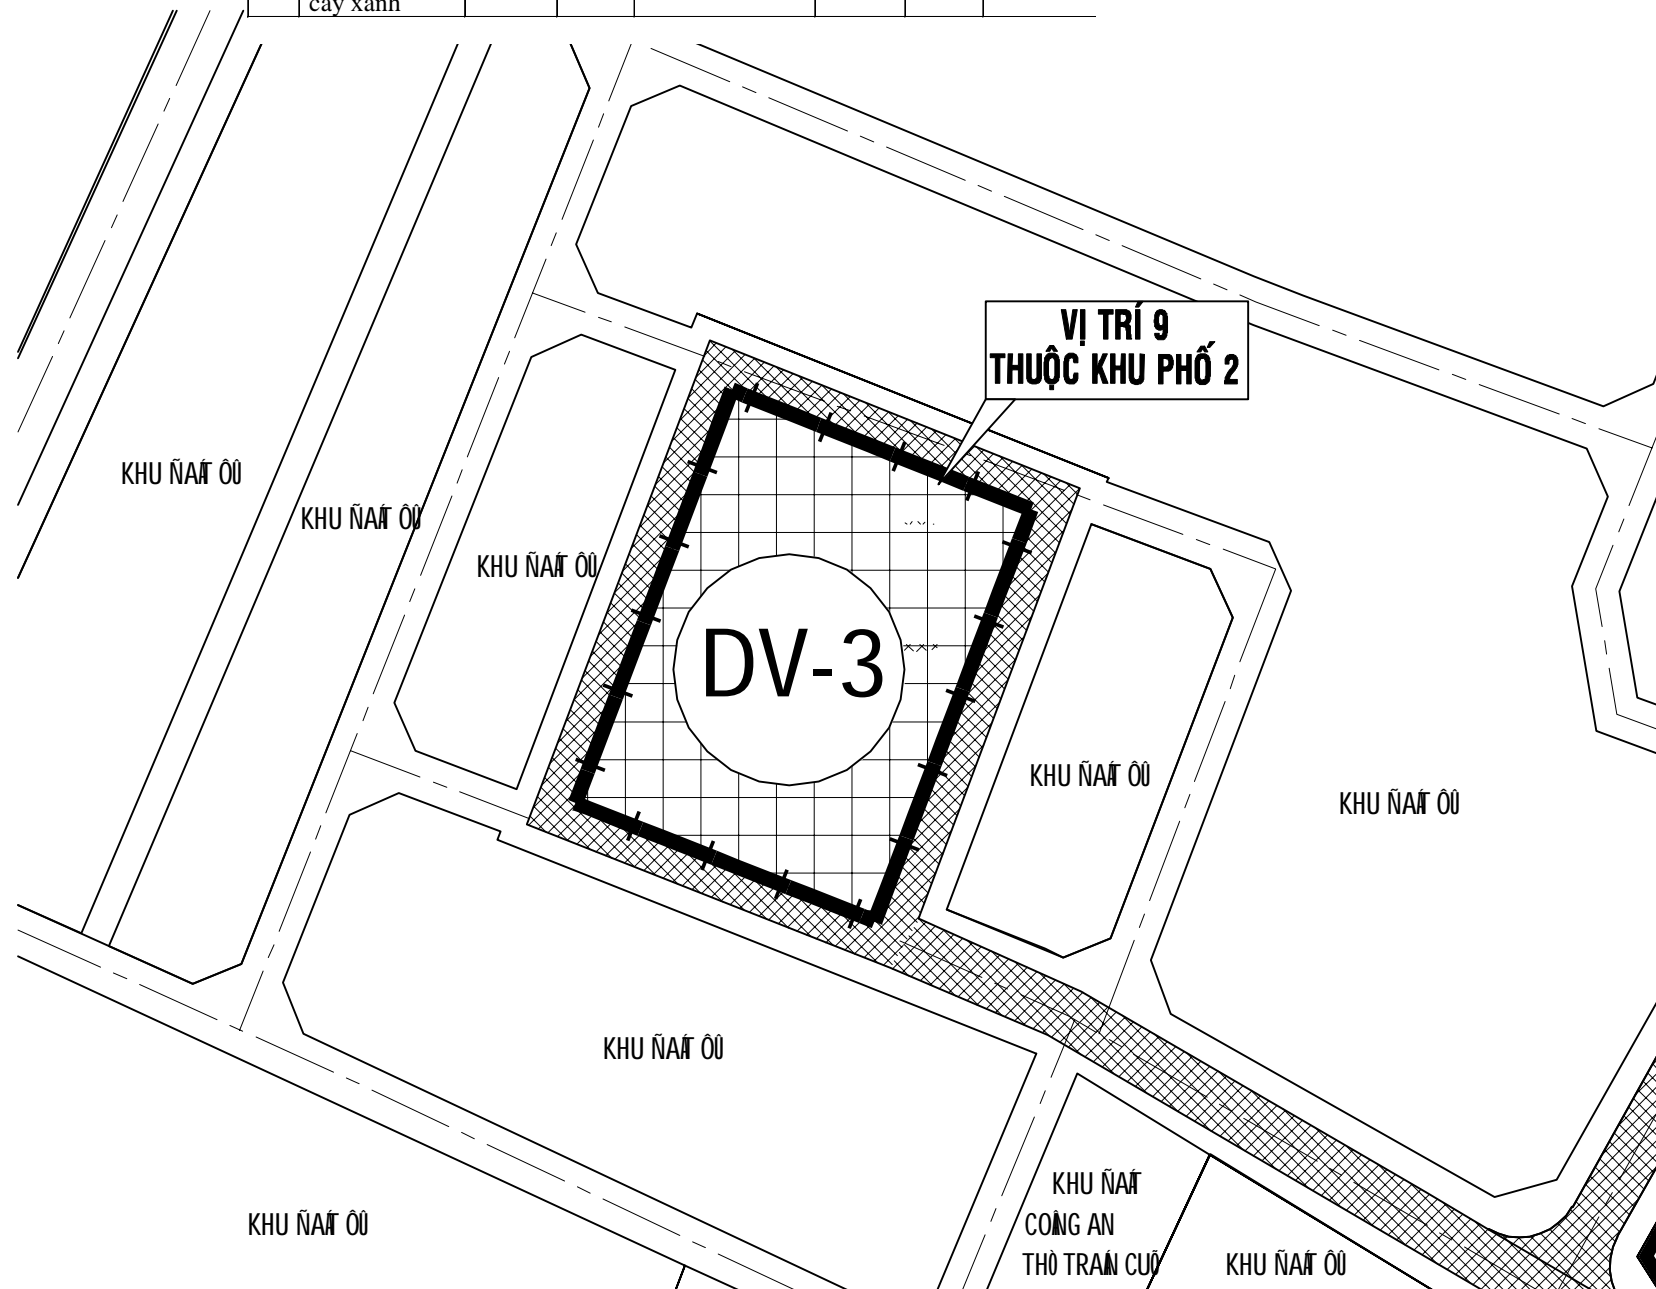 cây xanh
VỊ TRÍ 9
THUỘC KHU PHỐ 2
KHU ÑAÁT ÔÛ
KHU ÑAÁT ÔÛ
KHU ÑAÁT ÔÛ
DV-3
KHU ÑAÁT ÔÛ
KHU ÑAÁT ÔÛ
KHU ÑAÁT ÔÛ
KHU ÑAÁT
COÂNG AN
THÒ TRAÁN CUÛ
KHU ÑAÁT ÔÛ
KHU ÑAÁT ÔÛ